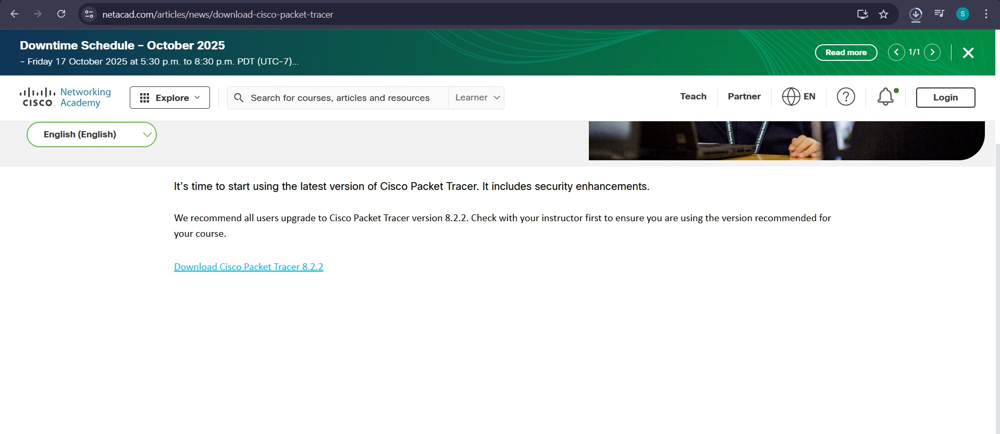 netacad.com/articles/news/download-cisco-packet-tracer
S
Downtime Schedule – October 2025
- Friday 17 October 2025 at 5:30 p.m. to 8:30 p.m. PDT (UTC-7)...
Read more
1/1
CISCO
Networking
Academy
Explore
Search for courses, articles and resources
Learner
Teach
Partner
EN
?
Login
English (English)
It's time to start using the latest version of Cisco Packet Tracer. It includes security enhancements.
We recommend all users upgrade to Cisco Packet Tracer version 8.2.2. Check with your instructor first to ensure you are using the version recommended for
your course.
Download Cisco Packet Tracer 8.2.2